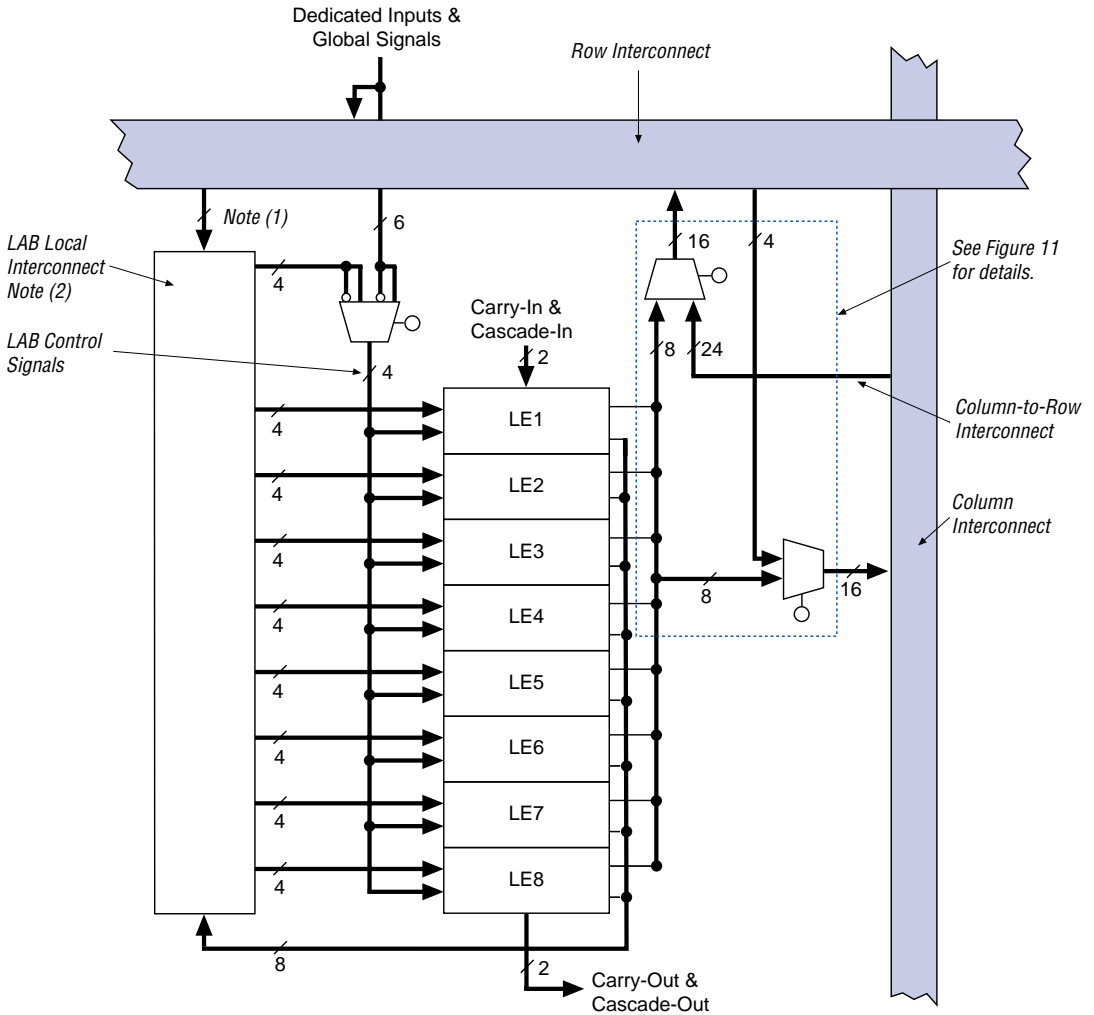 Dedicated Inputs &
Global Signals
Row Interconnect
Note (1)
6
16
4
LAB Local
Interconnect
Note (2)
See Figure 11
for details.
4
Carry-In &
Cascade-In
2
LAB Control
Signals
4
8
24
Column-to-Row
Interconnect
4
LE1
4
LE2
Column
Interconnect
4
LE3
8
16
4
LE4
4
LE5
4
LE6
4
LE7
4
LE8
8
2
Carry-Out &
Cascade-Out